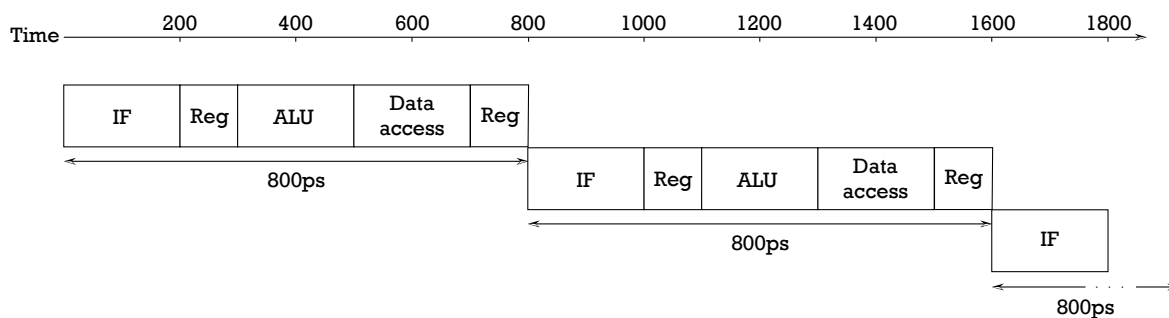 200 400 600 800 1000 1200 1400 1600 1800
Time
IF Reg ALU Data access Reg
800ps
IF Reg ALU Data access Reg
800ps
IF
800ps